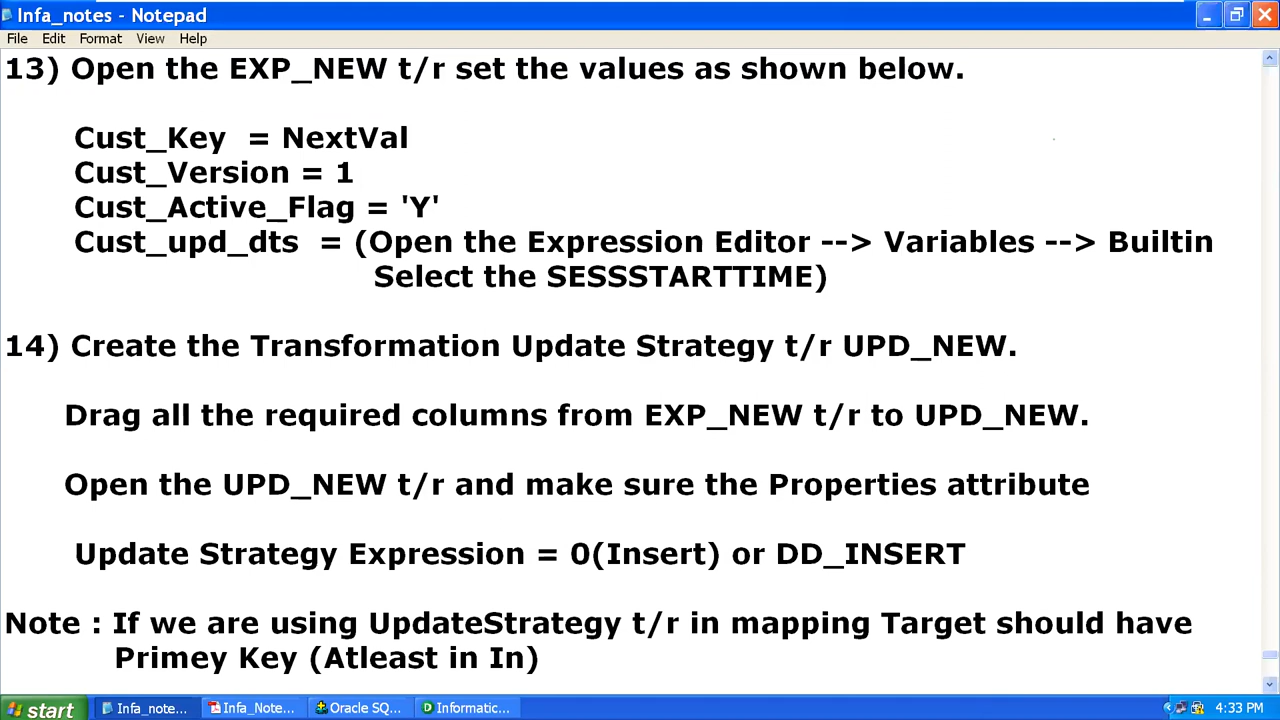 Infa_notes - Notepad
File Edit Format View Help
13) Open the EXP_NEW t/r set the values as shown below.
Cust_Key = NextVal
Cust_Version = 1
Cust_Active_Flag = 'Y'
Cust_upd_dts = (Open the Expression Editor --> Variables --> Builtin
Select the SESSSTARTTIME)
14) Create the Transformation Update Strategy t/r UPD_NEW.
Drag all the required columns from EXP_NEW t/r to UPD_NEW.
Open the UPD_NEW t/r and make sure the Properties attribute
Update Strategy Expression = 0(Insert) or DD_INSERT
Note : If we are using UpdateStrategy t/r in mapping Target should have
Primey Key (Atleast in In)
start Infa_note... Infa_Note... Oracle SQ... Informatic... 4:33 PM